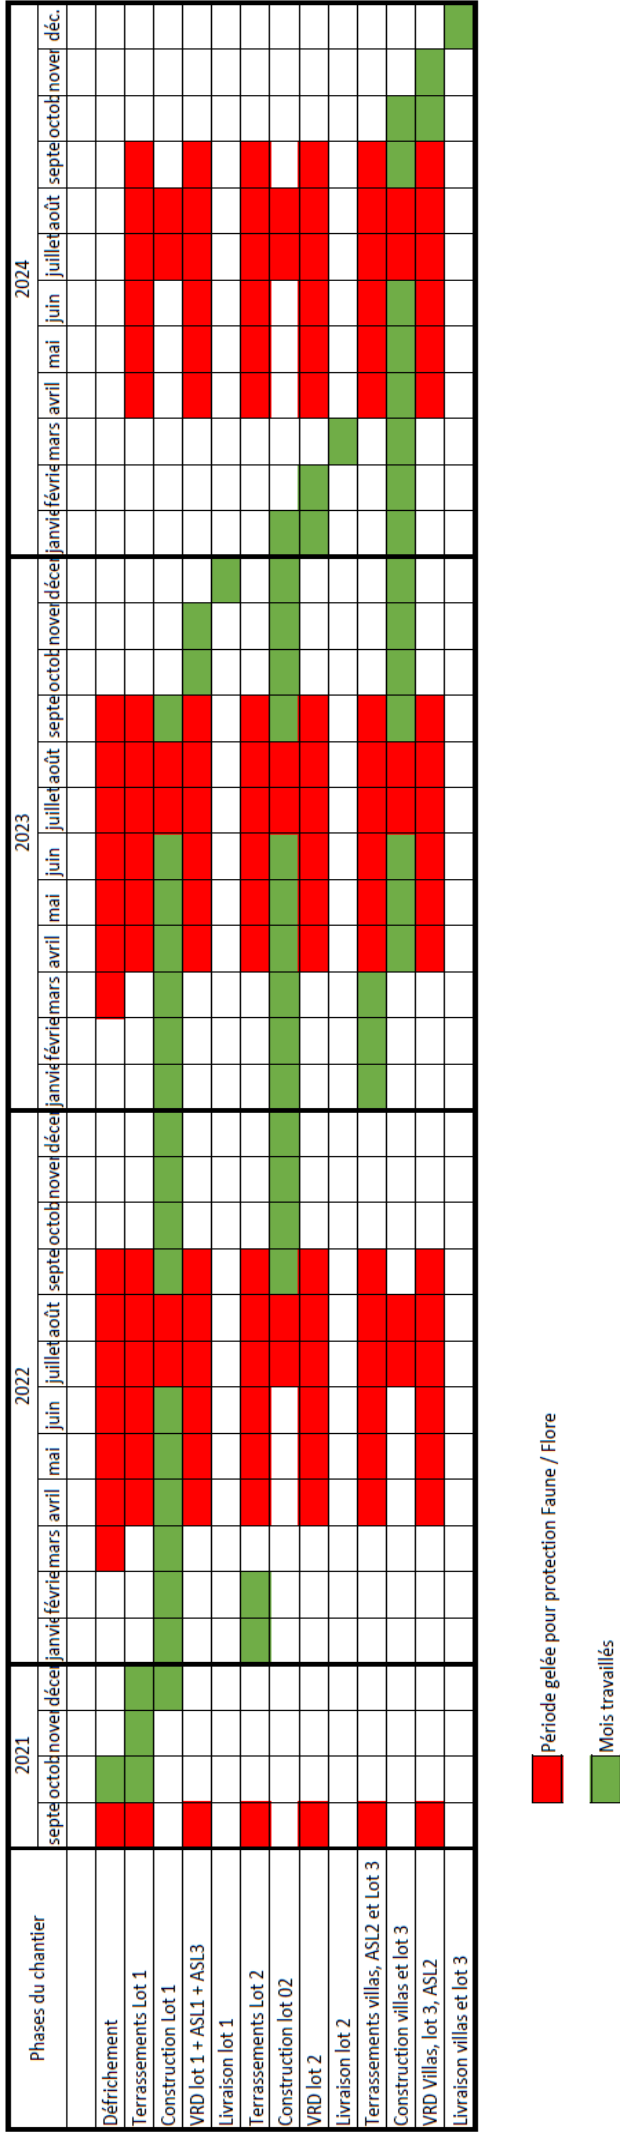 Phases du chantier
2021
2022
2023
2024
septe octob nover décer janvie févrie mars avril mai juin juillet août septe octob nover décer janvie févrie mars avril mai juin juillet août septe octob nover décer janvie févrie mars avril mai juin juillet août septe octob nover déc.
Défrichement
Terrassements Lot 1
Construction Lot 1
VRD lot 1 + ASL1 + ASL3
Livraison lot 1
Terrassements Lot 2
Construction lot 02
VRD lot 2
Livraison lot 2
Terrassements villas, ASL2 et Lot 3
Construction villas et lot 3
VRD Villas, lot 3, ASL2
Livraison villas et lot 3
Période gelée pour protection Faune / Flore
Mois travaillés